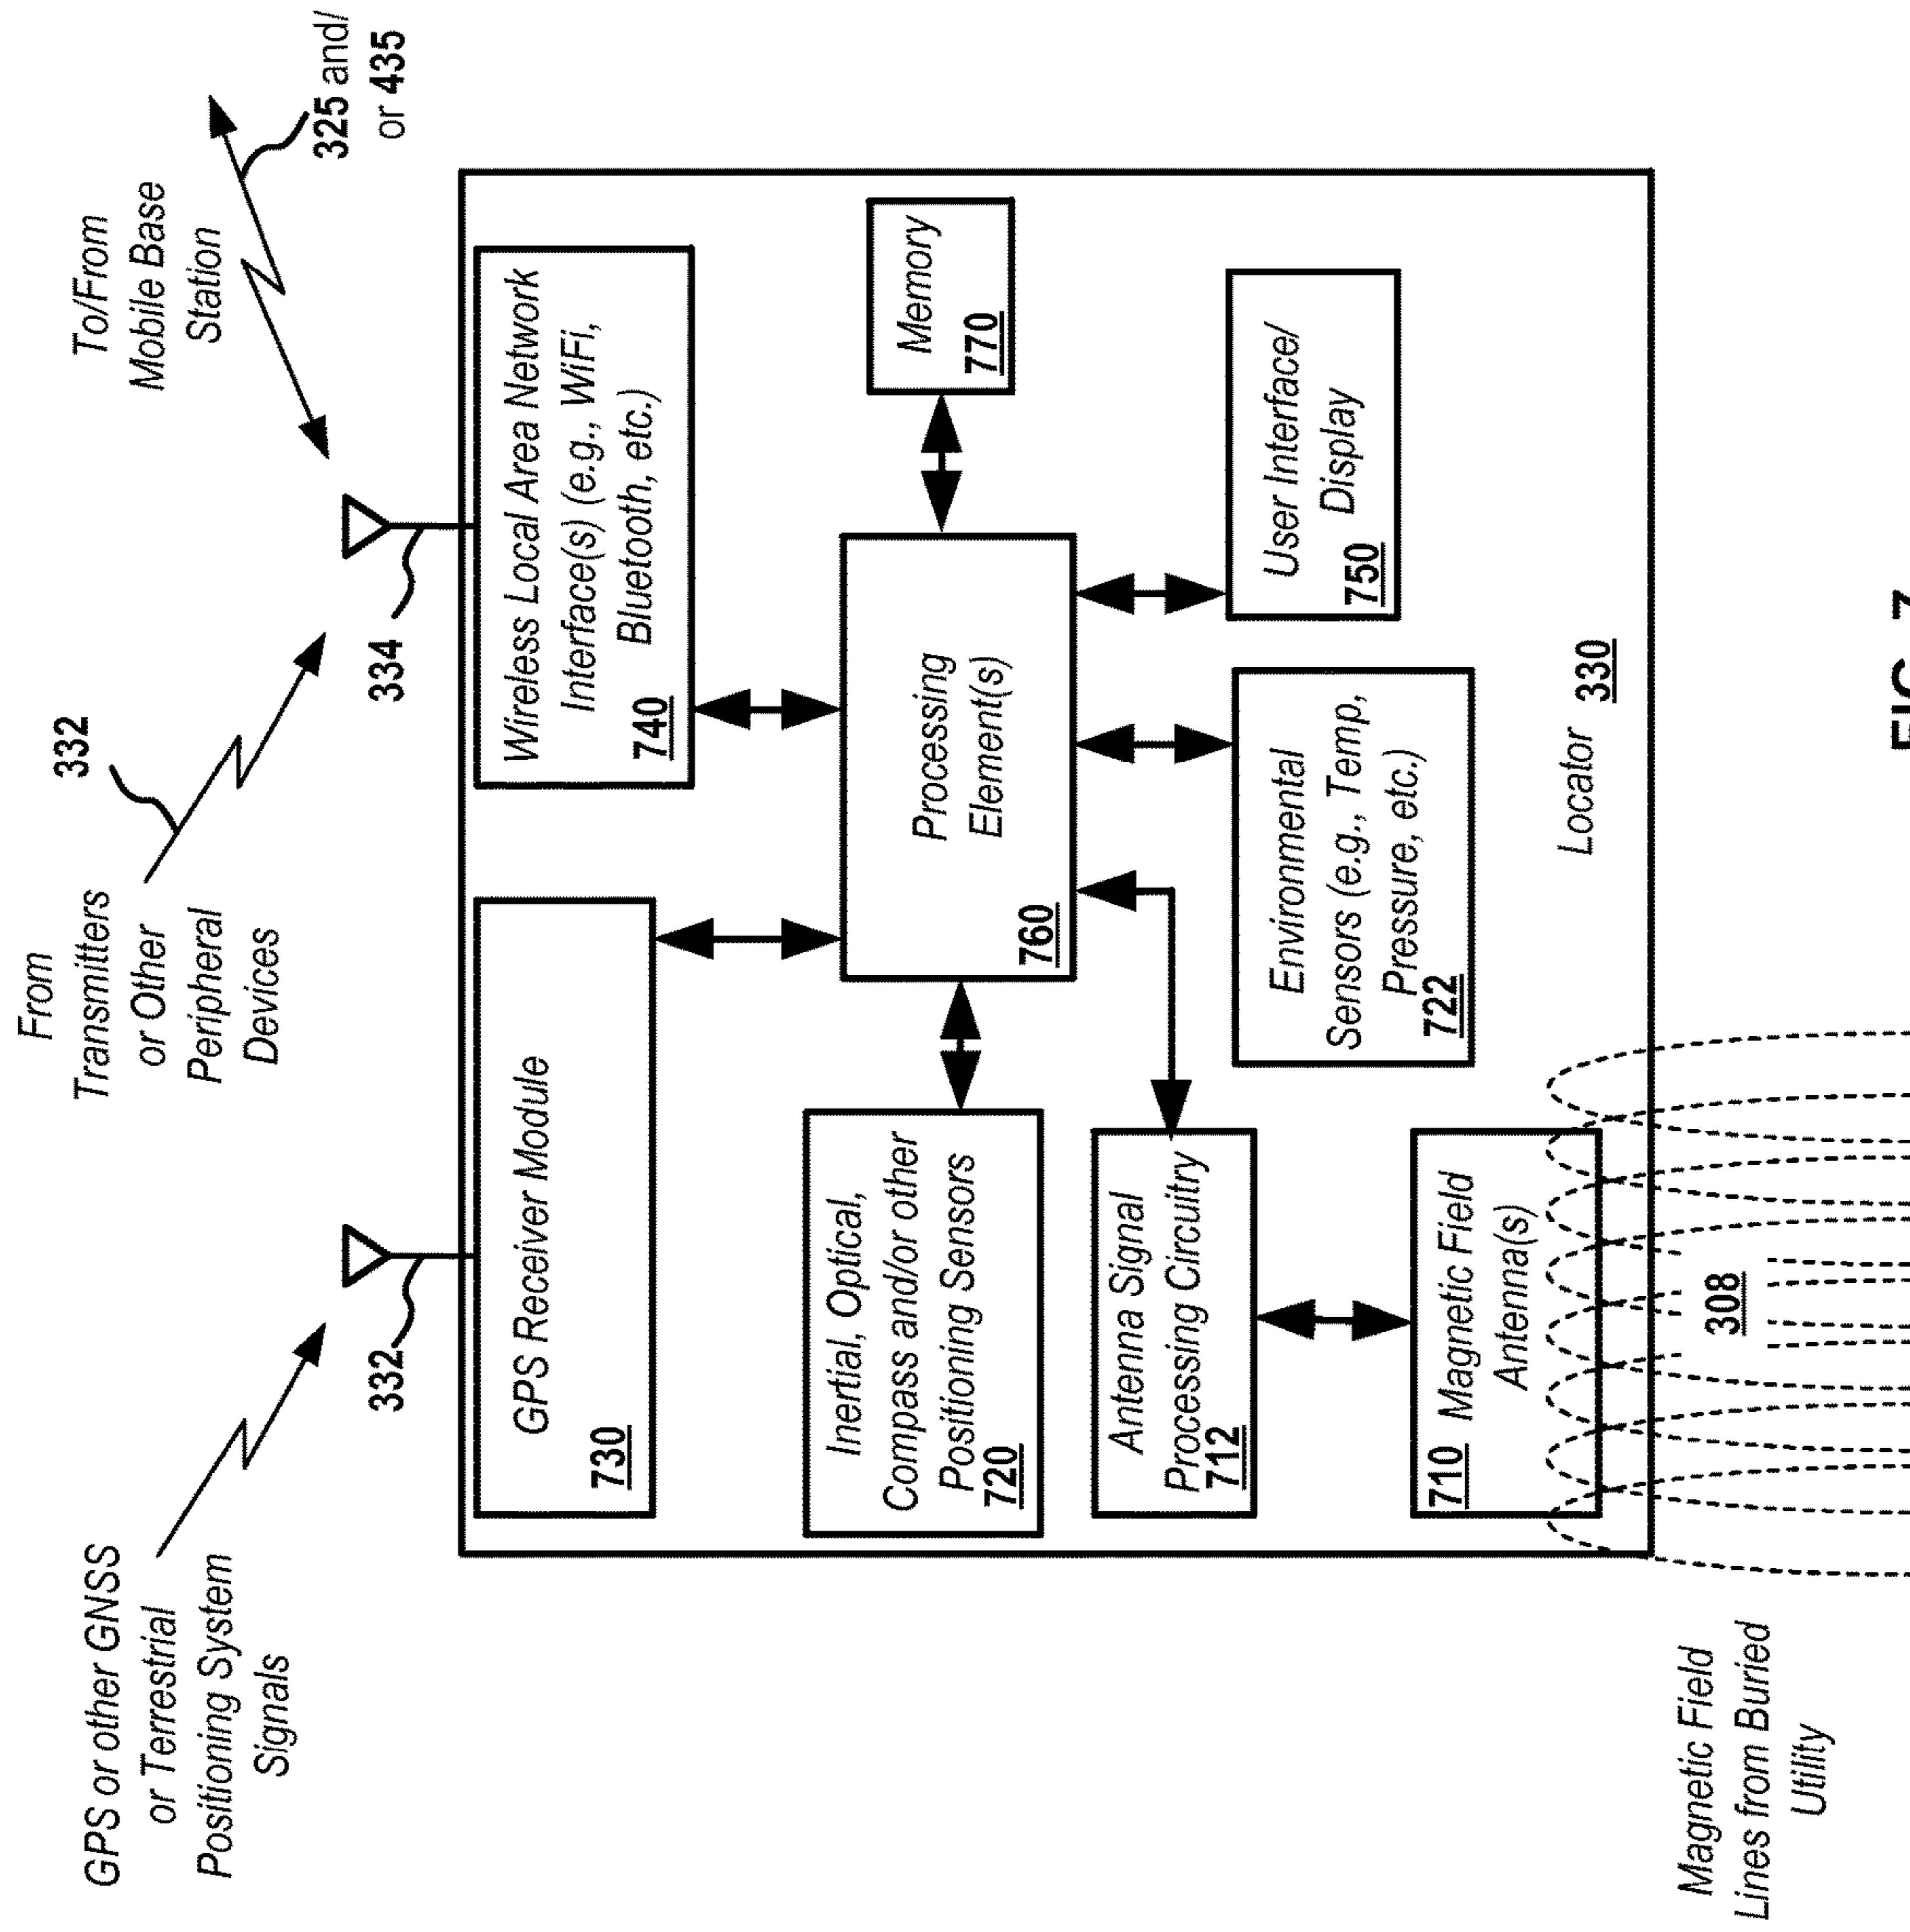 GPS or other GNSS
or Terrestrial
Positioning System
Signals
From
Transmitters
or Other
Peripheral
Devices
332
To/From
Mobile Base
Station
325 and/
or 435
332
334
GPS Receiver Module
730
Wireless Local Area Network
Interface(s) (e.g., WiFi,
Bluetooth, etc.)
740
Inertial, Optical,
Compass and/or other
Positioning Sensors
720
Processing
Element(s)
760
Memory
770
Antenna Signal
Processing Circuitry
712
Environmental
Sensors (e.g., Temp,
Pressure, etc.)
722
User Interface/
Display
750
710 Magnetic Field
Antenna(s)
Locator 330
Magnetic Field
Lines from Buried
Utility
308